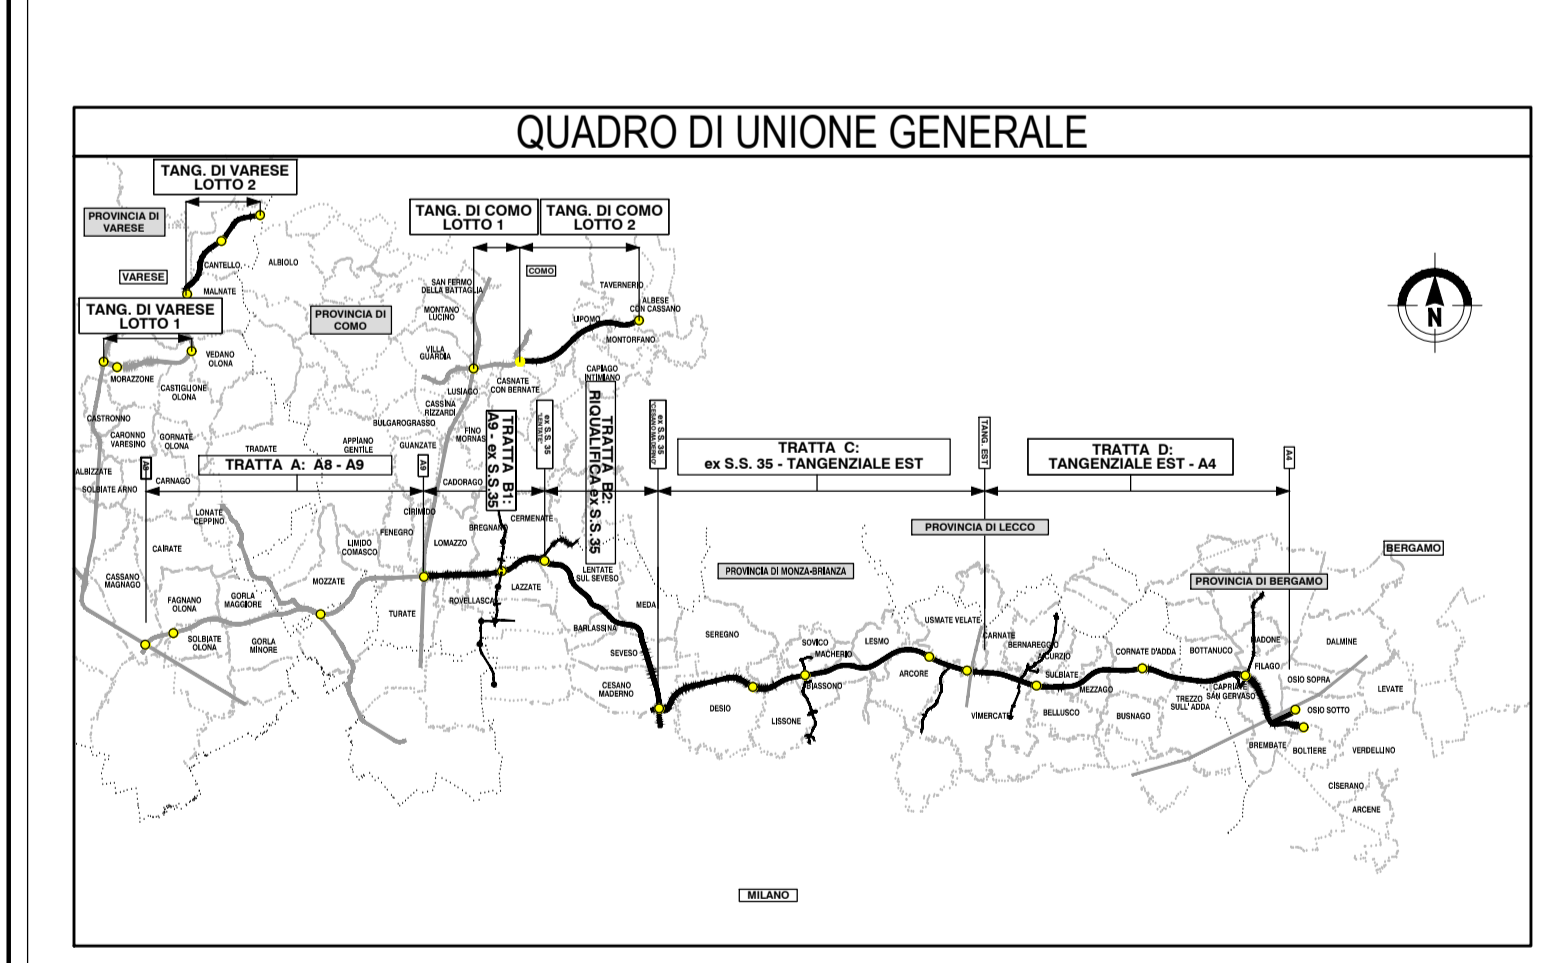 QUADRO DI UNIONE GENERALE
TANG. DI VARESE
LOTTO 2
PROVINCIA DI
VARESE
CANTELLO
ALBIOLO
VARESE
MALNATE
TANG. DI VARESE
LOTTO 1
PROVINCIA DI
COMO
VEDANO
OLONA
MORAZZONE
CASTIGLIONE
OLONA
TANG. DI COMO
LOTTO 1
TANG. DI COMO
LOTTO 2
COMO
SAN FERMO
DELLA BATTAGLIA
TAVERNERIO
ALBESE
CON CASSANO
MONTANO
LUCINO
LIPOMO
MONTORFANO
VILLA
GUARDIA
CAPIAGO
INTIMIANO
LUSIAGO
CASNATE
CON BERNATE
CASSINA
RIZZARDI
BULGAROGRASSO
FINO
MORNAS
CASTRONNO
CARONNO
VARESINO
GORNATE
OLONA
TRADATE
APPIANO
GENTILE
GUANZATE
ALBIZZATE
SOLBIATE ARNO
CARNAGO
A8
TRATTA A: A8 - A9
A9
CADORAGO
TRATTA B1:
A9 - ex S.S.35
ex S.S. 35
"LENTATE"
TRATTA B2:
RIQUALIFICA ex S.S.35
ex S.S. 35
"CESANO MADERNO"
TRATTA C:
ex S.S. 35 - TANGENZIALE EST
TANG. EST
TRATTA D:
TANGENZIALE EST - A4
A4
LONATE
CEPPINO
CIRIMIDO
FENEGRO
BREGNAN
CERMENATE
CAIRATE
LIMIDO
COMASCO
LOMAZZO
PROVINCIA DI LECCO
BERGAMO
CASSANO
MAGNAGO
MOZZATE
LENTATE
SUL SEVESO
PROVINCIA DI MONZA-BRIANZA
PROVINCIA DI BERGAMO
FAGNANO
OLONA
GORLA
MAGGIORE
TURATE
ROVELLASCA
LAZZATE
MEDA
SOLBIATE
OLONA
GORLA
MINORE
BARLASSINA
SEVESO
SEREGNO
SOVICO
MACHERIO
LESMO
USMATE VELATE
CARNATE
BERNAREGGIO
AICURZIO
CORNATE D'ADDA
BOTTANUCO
MADONE
DALMINE
FILAGO
CESANO
MADERNO
DESIO
BIASSONO
LISSONE
ARCORE
SULBIATE
MEZZAGO
CAPRIATE
SAN GERVASO
OSIO SOPRA
LEVATE
VIMERCATE
BELLUSCO
BUSNAGO
TREZZO
SULL' ADDA
OSIO SOTTO
BREMBATE
BOLTIERE
VERDELLINO
CISERANO
ARCENE
MILANO
N